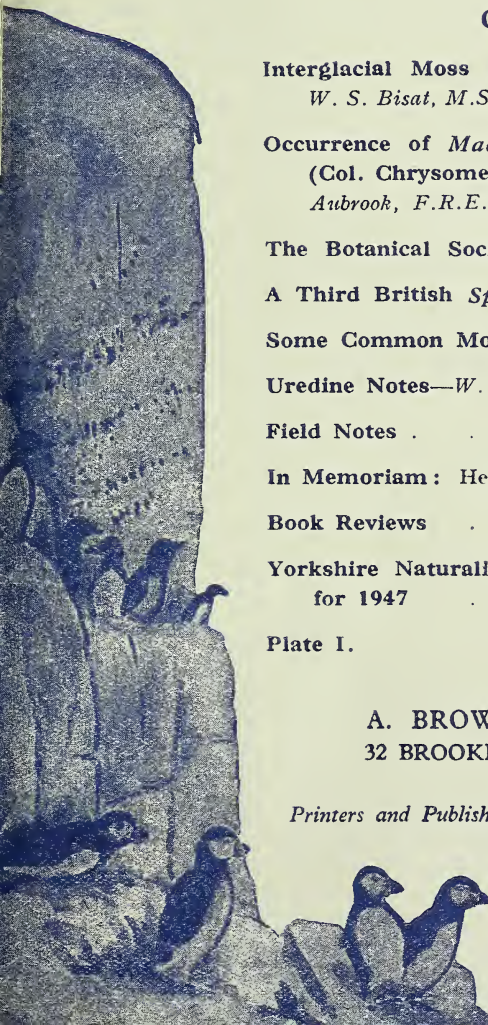 C
Interglacial Moss
W. S. Bisat, M.S
Occurrence of Mac
(Col. Chrysome
Aubrook, F.R.E.
The Botanical Soc
A Third British Sp
Some Common Mo
Uredine Notes—W.
Field Notes . .
In Memoriam : He
Book Reviews .
Yorkshire Naturali
for 1947 .
Plate I.
A. BROW
32 BROOK
Printers and Publish